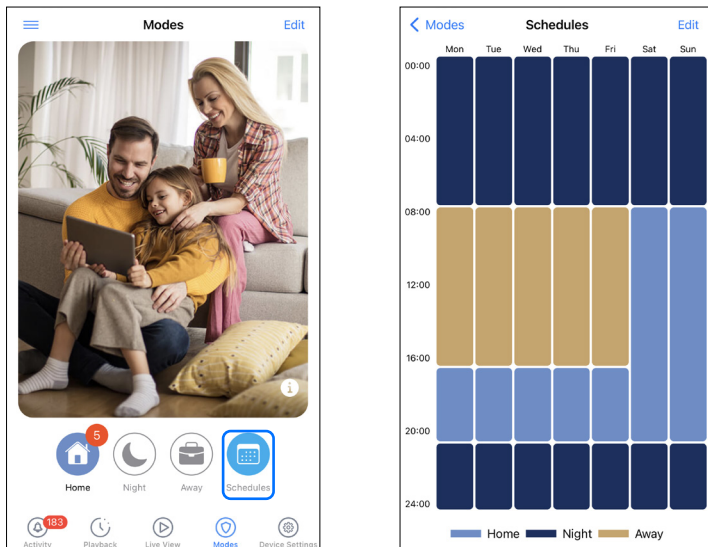 Modes Edit
5
Home Night Away Schedules
183
Activity Playback Live View Modes Device Settings
Modes Schedules Edit
Mon Tue Wed Thu Fri Sat Sun
00:00
04:00
08:00
12:00
16:00
20:00
24:00
Home Night Away